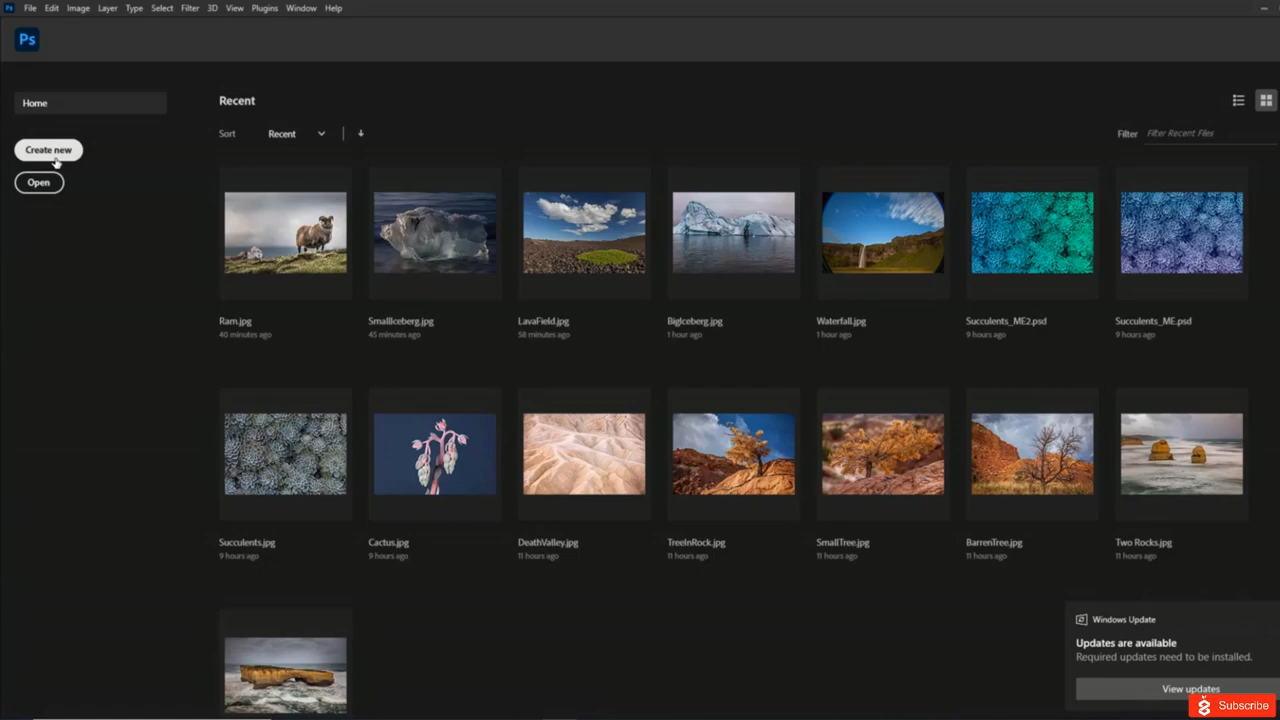 Ps File Edit Image Layer Type Select Filter 3D View Plugins Window Help
Ps
Home
Create new
Open
Recent
Sort Recent
Filter Filter Recent Files
Ram.jpg
40 minutes ago
SmallIceberg.jpg
45 minutes ago
LavaField.jpg
58 minutes ago
BigIceberg.jpg
1 hour ago
Waterfall.jpg
1 hour ago
Succulents_ME2.psd
9 hours ago
Succulents_ME.psd
9 hours ago
Succulents.jpg
9 hours ago
Cactus.jpg
9 hours ago
DeathValley.jpg
11 hours ago
TreeInRock.jpg
11 hours ago
SmallTree.jpg
11 hours ago
BarrenTree.jpg
11 hours ago
Two Rocks.jpg
11 hours ago
Windows Update
Updates are available
Required updates need to be installed.
View updates
Subscribe